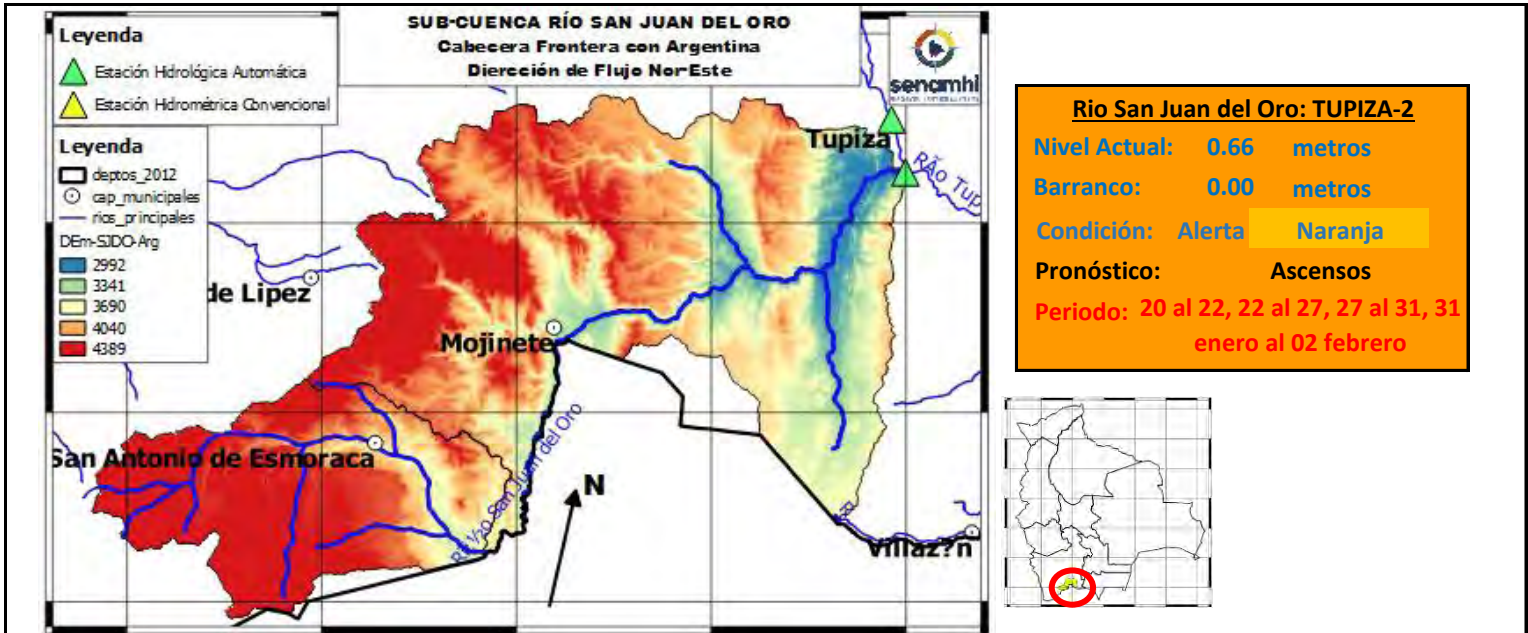 SUB-CUENCA RÍO SAN JUAN DEL ORO
Cabecera Frontera con Argentina
Diercción de Flujo Nor-Este
Leyenda
Estación Hidrológica Automática
Estación Hidrométrica Convencional
Leyenda
deptos_2012
cap_municipales
rios_principales
DEm-SJDO-Arg
2992
3341
3690
4040
4389
senamhi
Tupiza
RÃo Tup
de Lipez
Mojinete
San Antonio de Esmoraca
San Juan del Oro
N
Villaz?n
Rio San Juan del Oro: TUPIZA-2
Nivel Actual: 0.66 metros
Barranco: 0.00 metros
Condición: Alerta Naranja
Pronóstico: Ascensos
Periodo: 20 al 22, 22 al 27, 27 al 31, 31
enero al 02 febrero